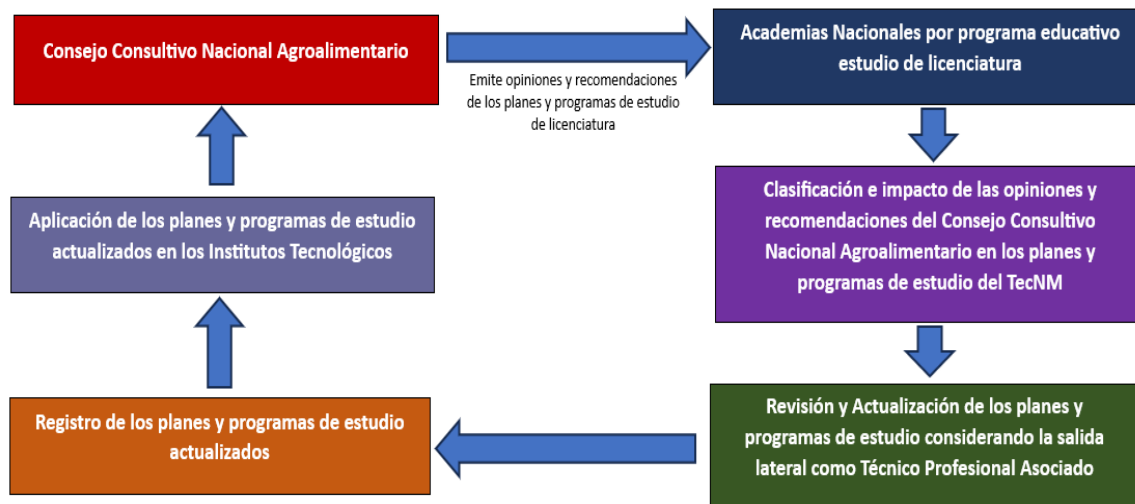 Consejo Consultivo Nacional Agroalimentario
Emite opiniones y recomendaciones
de los planes y programas de estudio
de licenciatura
Academias Nacionales por programa educativo
estudio de licenciatura
Clasificación e impacto de las opiniones y
recomendaciones del Consejo Consultivo
Nacional Agroalimentario en los planes y
programas de estudio del TecNM
Revisión y Actualización de los planes y
programas de estudio considerando la salida
lateral como Técnico Profesional Asociado
Registro de los planes y programas de estudio
actualizados
Aplicación de los planes y programas de estudio
actualizados en los Institutos Tecnológicos